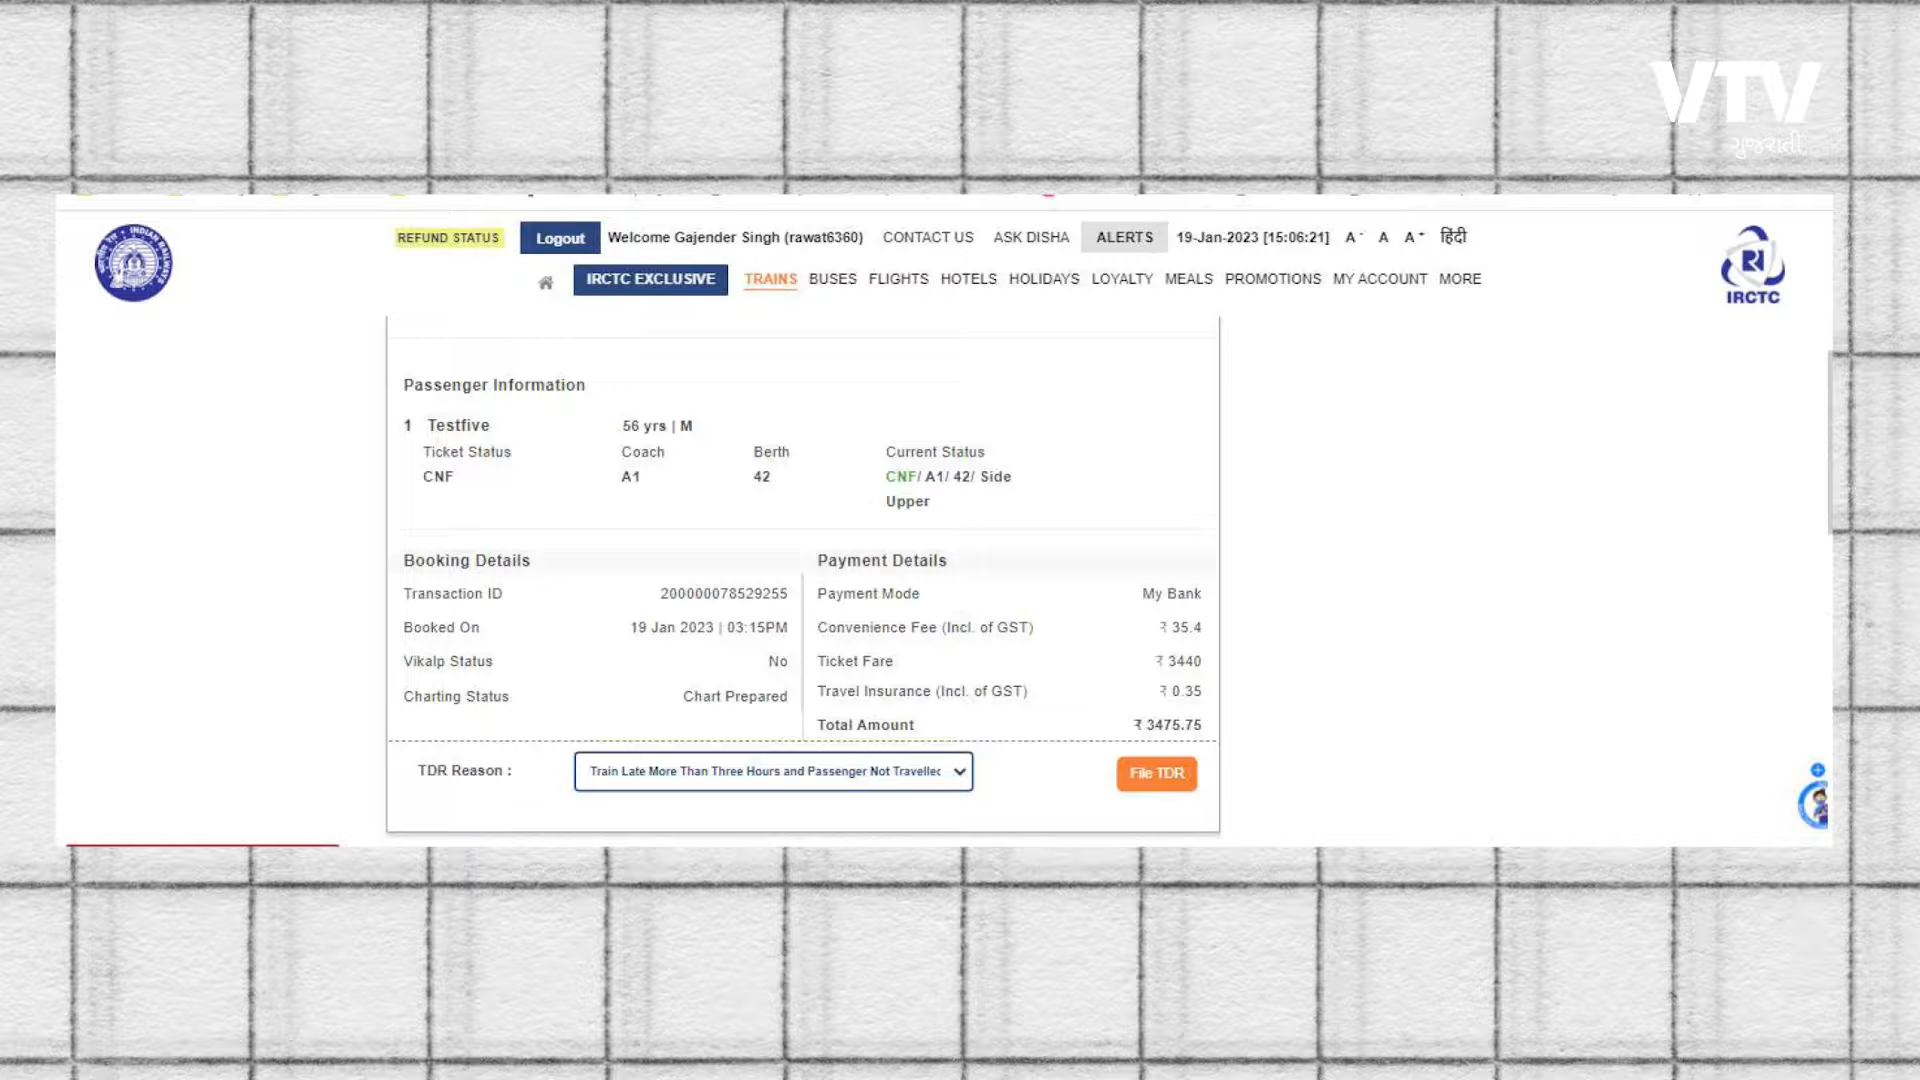 VTV
ગુજરાતી
REFUND STATUS Logout Welcome Gajender Singh (rawat6360) CONTACT US ASK DISHA ALERTS 19-Jan-2023 [15:06:21] A- A A+ हिंदी
INDIAN RAILWAYS
IRCTC EXCLUSIVE TRAINS BUSES FLIGHTS HOTELS HOLIDAYS LOYALTY MEALS PROMOTIONS MY ACCOUNT MORE
IRCTC
Passenger Information
1 Testfive 56 yrs | M
Ticket Status Coach Berth Current Status
CNF A1 42 CNF/ A1/ 42/ Side
Upper
Booking Details Payment Details
Transaction ID 200000078529255 Payment Mode My Bank
Booked On 19 Jan 2023 | 03:15PM Convenience Fee (Incl. of GST) ₹ 35.4
Vikalp Status No Ticket Fare ₹ 3440
Charting Status Chart Prepared Travel Insurance (Incl. of GST) ₹ 0.35
Total Amount ₹ 3475.75
TDR Reason : Train Late More Than Three Hours and Passenger Not File TDR